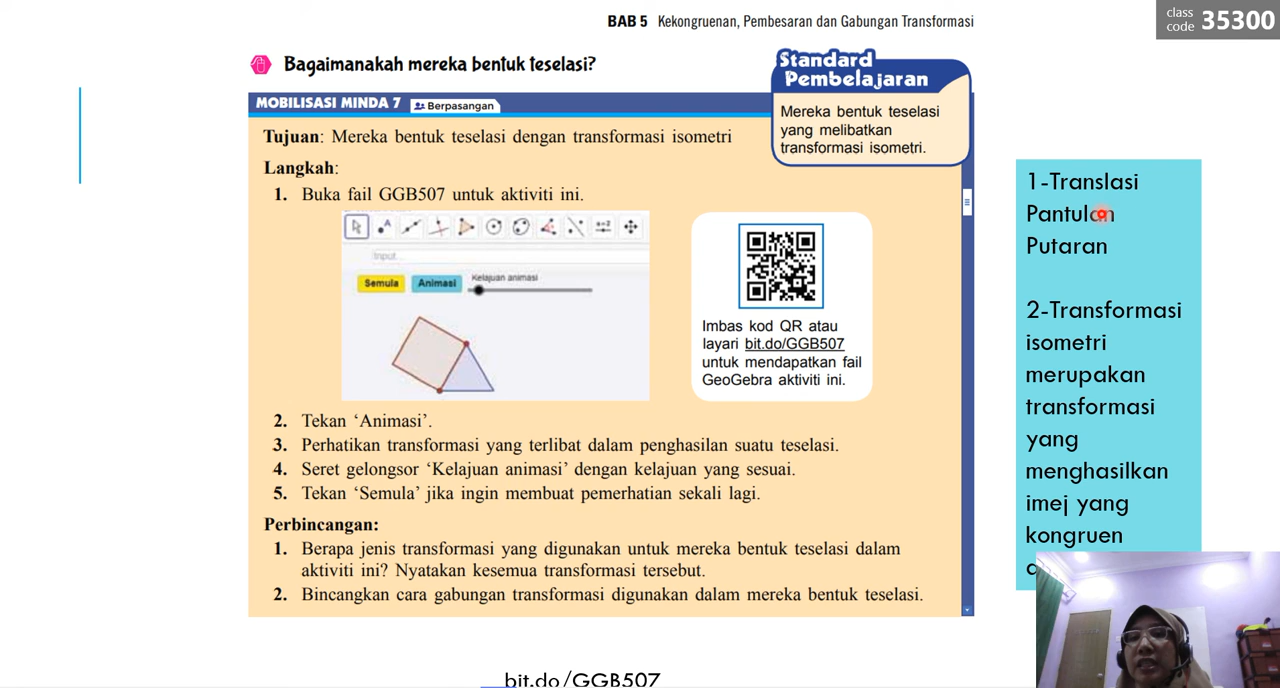 BAB 5 Kekongruenan, Pembesaran dan Gabungan Transformasi
class
code 35300
Bagaimanakah mereka bentuk teselasi?
Standard
Pembelajaran
Mereka bentuk teselasi
yang melibatkan
transformasi isometri.
MOBILISASI MINDA 7 Berpasangan
Tujuan: Mereka bentuk teselasi dengan transformasi isometri
Langkah:
1. Buka fail GGB507 untuk aktiviti ini.
Input...
Semula Animasi Kelajuan animasi
Imbas kod QR atau
layari bit.do/GGB507
untuk mendapatkan fail
GeoGebra aktiviti ini.
2. Tekan ‘Animasi’.
3. Perhatikan transformasi yang terlibat dalam penghasilan suatu teselasi.
4. Seret gelongsor ‘Kelajuan animasi’ dengan kelajuan yang sesuai.
5. Tekan ‘Semula’ jika ingin membuat pemerhatian sekali lagi.
Perbincangan:
1. Berapa jenis transformasi yang digunakan untuk mereka bentuk teselasi dalam
aktiviti ini? Nyatakan kesemua transformasi tersebut.
2. Bincangkan cara gabungan transformasi digunakan dalam mereka bentuk teselasi.
1-Translasi
Pantulan
Putaran
2-Transformasi
isometri
merupakan
transformasi
yang
menghasilkan
imej yang
kongruen
bit.do/GGB507